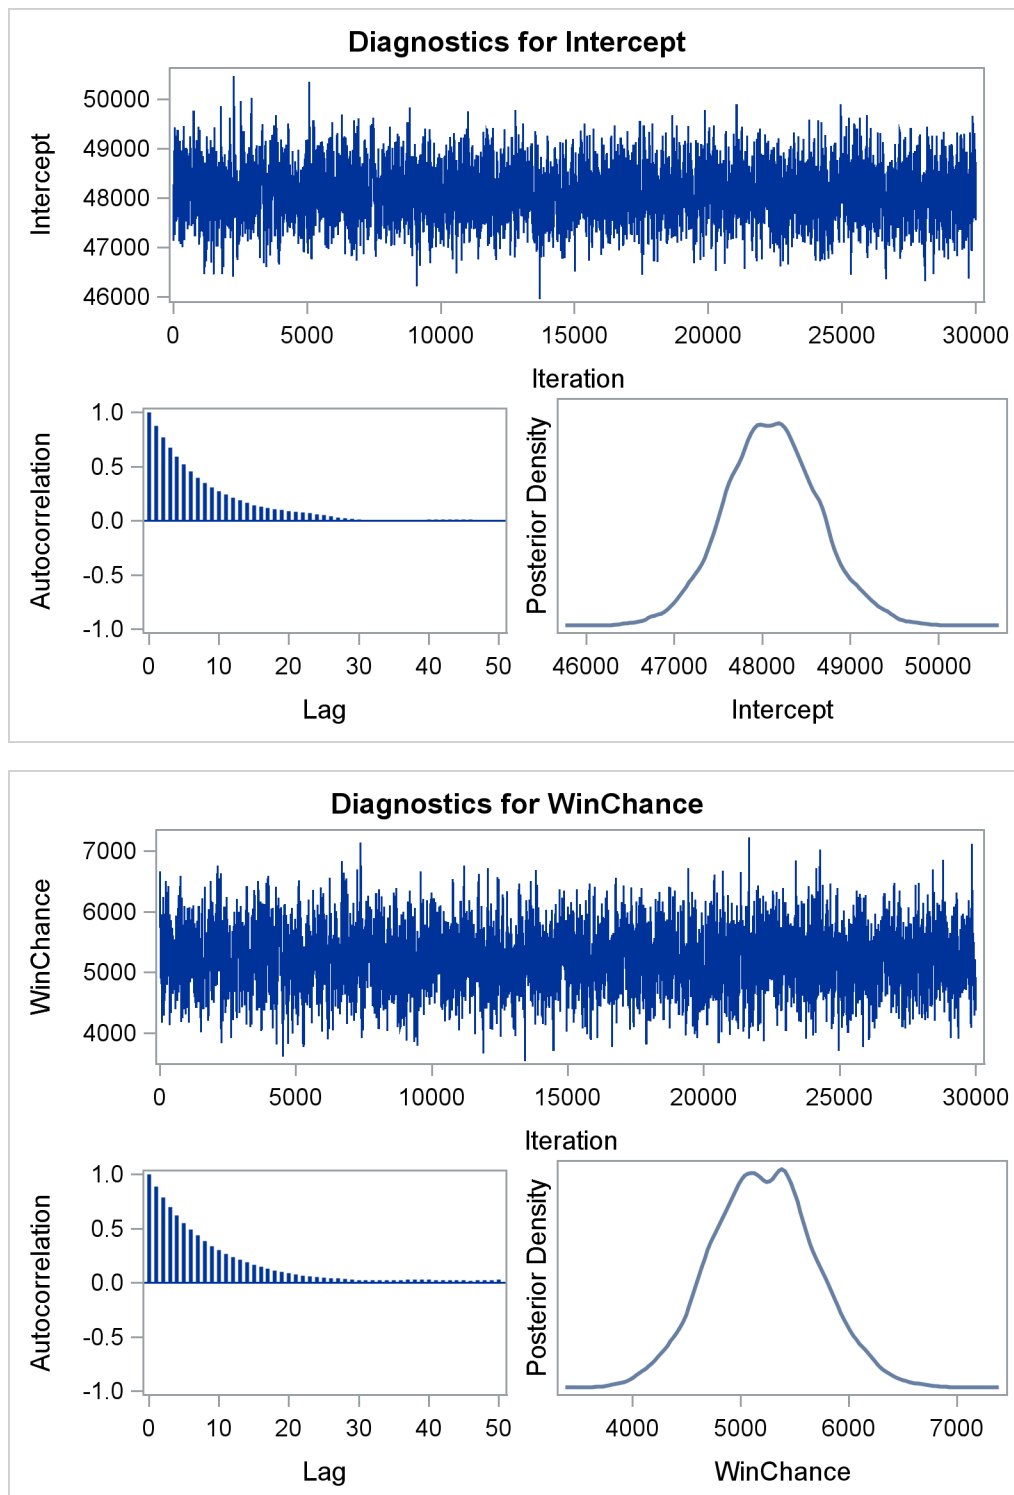 Diagnostics for Intercept
Intercept
50000
49000
48000
47000
46000
0 5000 10000 15000 20000 25000 30000
Iteration
Autocorrelation
1.0
0.5
0.0
-0.5
-1.0
0 10 20 30 40 50
Lag
Posterior Density
46000 47000 48000 49000 50000
Intercept
Diagnostics for WinChance
WinChance
7000
6000
5000
4000
0 5000 10000 15000 20000 25000 30000
Iteration
Autocorrelation
1.0
0.5
0.0
-0.5
-1.0
0 10 20 30 40 50
Lag
Posterior Density
4000 5000 6000 7000
WinChance